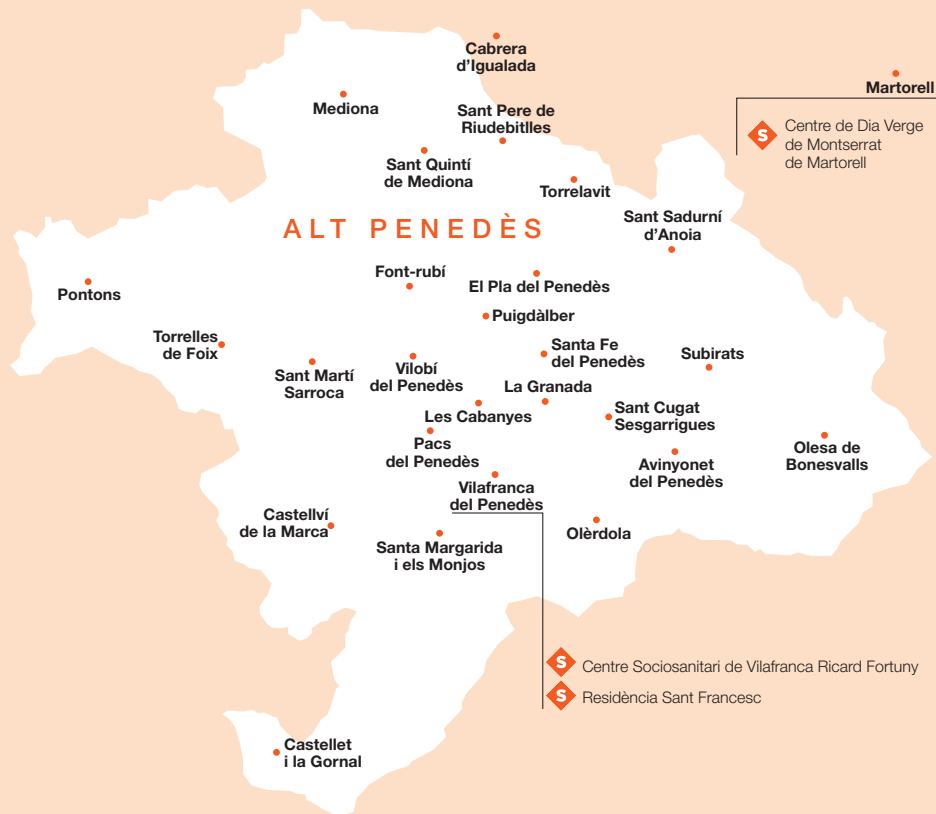 Cabrera
d’Igualada
Martorell
S
Centre de Dia Verge
de Montserrat
de Martorell
Mediona
Sant Pere de
Riudebitlles
Sant Quintí
de Mediona
Torrelavit
Sant Sadurní
d’Anoia
ALT PENEDÈS
Font-rubí
El Pla del Penedès
Pontons
Puigdàlber
Torrelles
de Foix
Santa Fe
del Penedès
Subirats
Sant Martí
Sarroca
Vilobí
del Penedès
La Granada
Les Cabanyes
Sant Cugat
Sesgarrigues
Pacs
del Penedès
Olesa de
Bonesvalls
Avinyonet
del Penedès
Vilafranca
del Penedès
Castellví
de la Marca
Olèrdola
Santa Margarida
i els Monjos
S
Centre Sociosanitari de Vilafranca Ricard Fortuny
S
Residència Sant Francesc
Castellet
i la Gornal